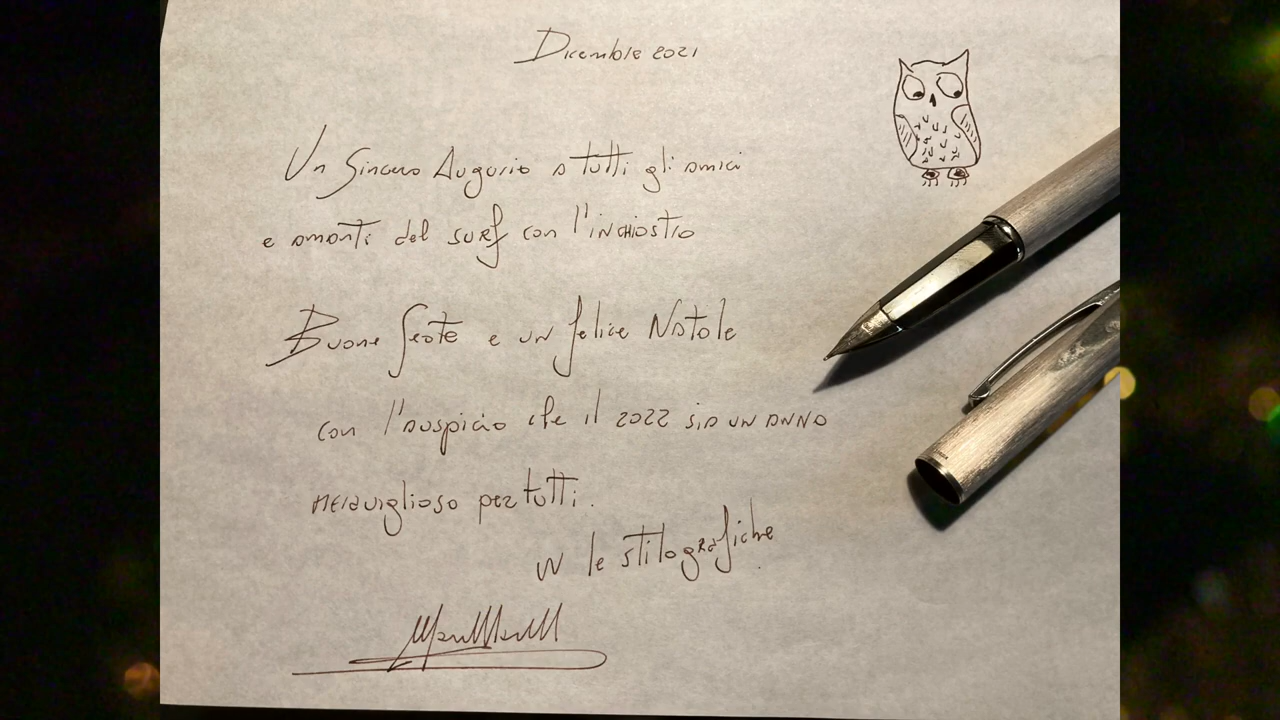 Dicembre 2021
Un Sincero Augurio a tutti gli amici
e amanti del surf con l'inchiostro
Buone feste e un felice Natale
con l'auspicio che il 2022 sia un anno
meraviglioso per tutti.
W le stilografiche